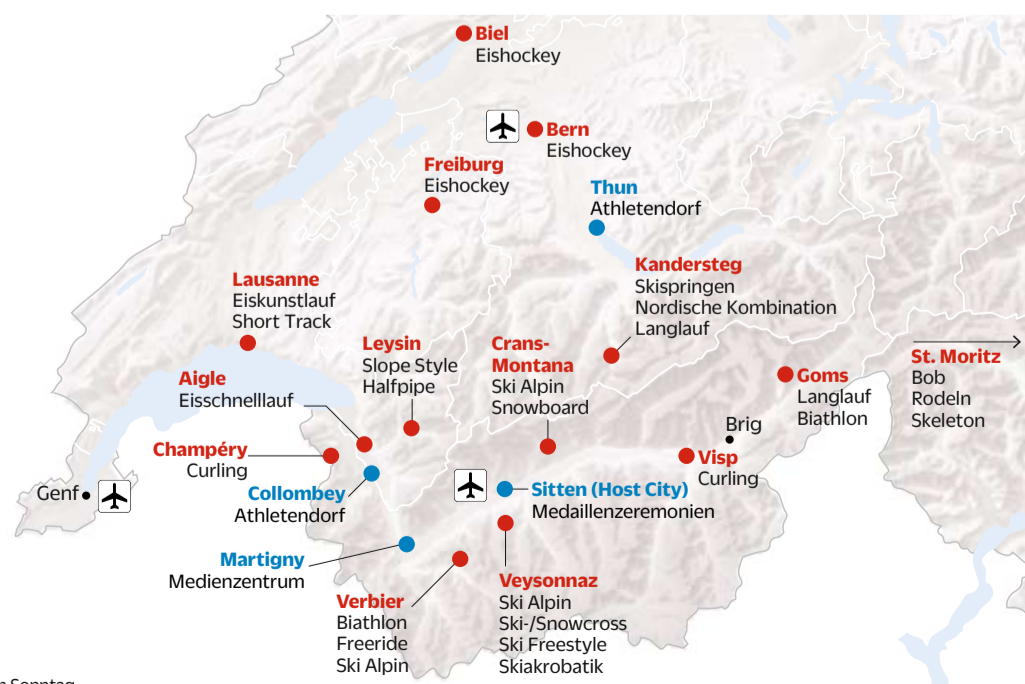 Biel
Eishockey
Bern
Eishockey
Freiburg
Eishockey
Thun
Athletendorf
Kandersteg
Skispringen
Nordische Kombination
Langlauf
Lausanne
Eiskunstlauf
Short Track
Leysin
Slope Style
Halfpipe
Crans-
Montana
Ski Alpin
Snowboard
St. Moritz
Bob
Rodeln
Skeleton
Aigle
Eisschnelllauf
Goms
Langlauf
Biathlon
Brig
Champéry
Curling
Visp
Curling
Genf
Collombey
Athletendorf
Sitten (Host City)
Medaillenzeremonien
Martigny
Medienzentrum
Verbier
Biathlon
Freeride
Ski Alpin
Veysonnaz
Ski Alpin
Ski-/Snowcross
Ski Freestyle
Skiakrobatik
Sonntag